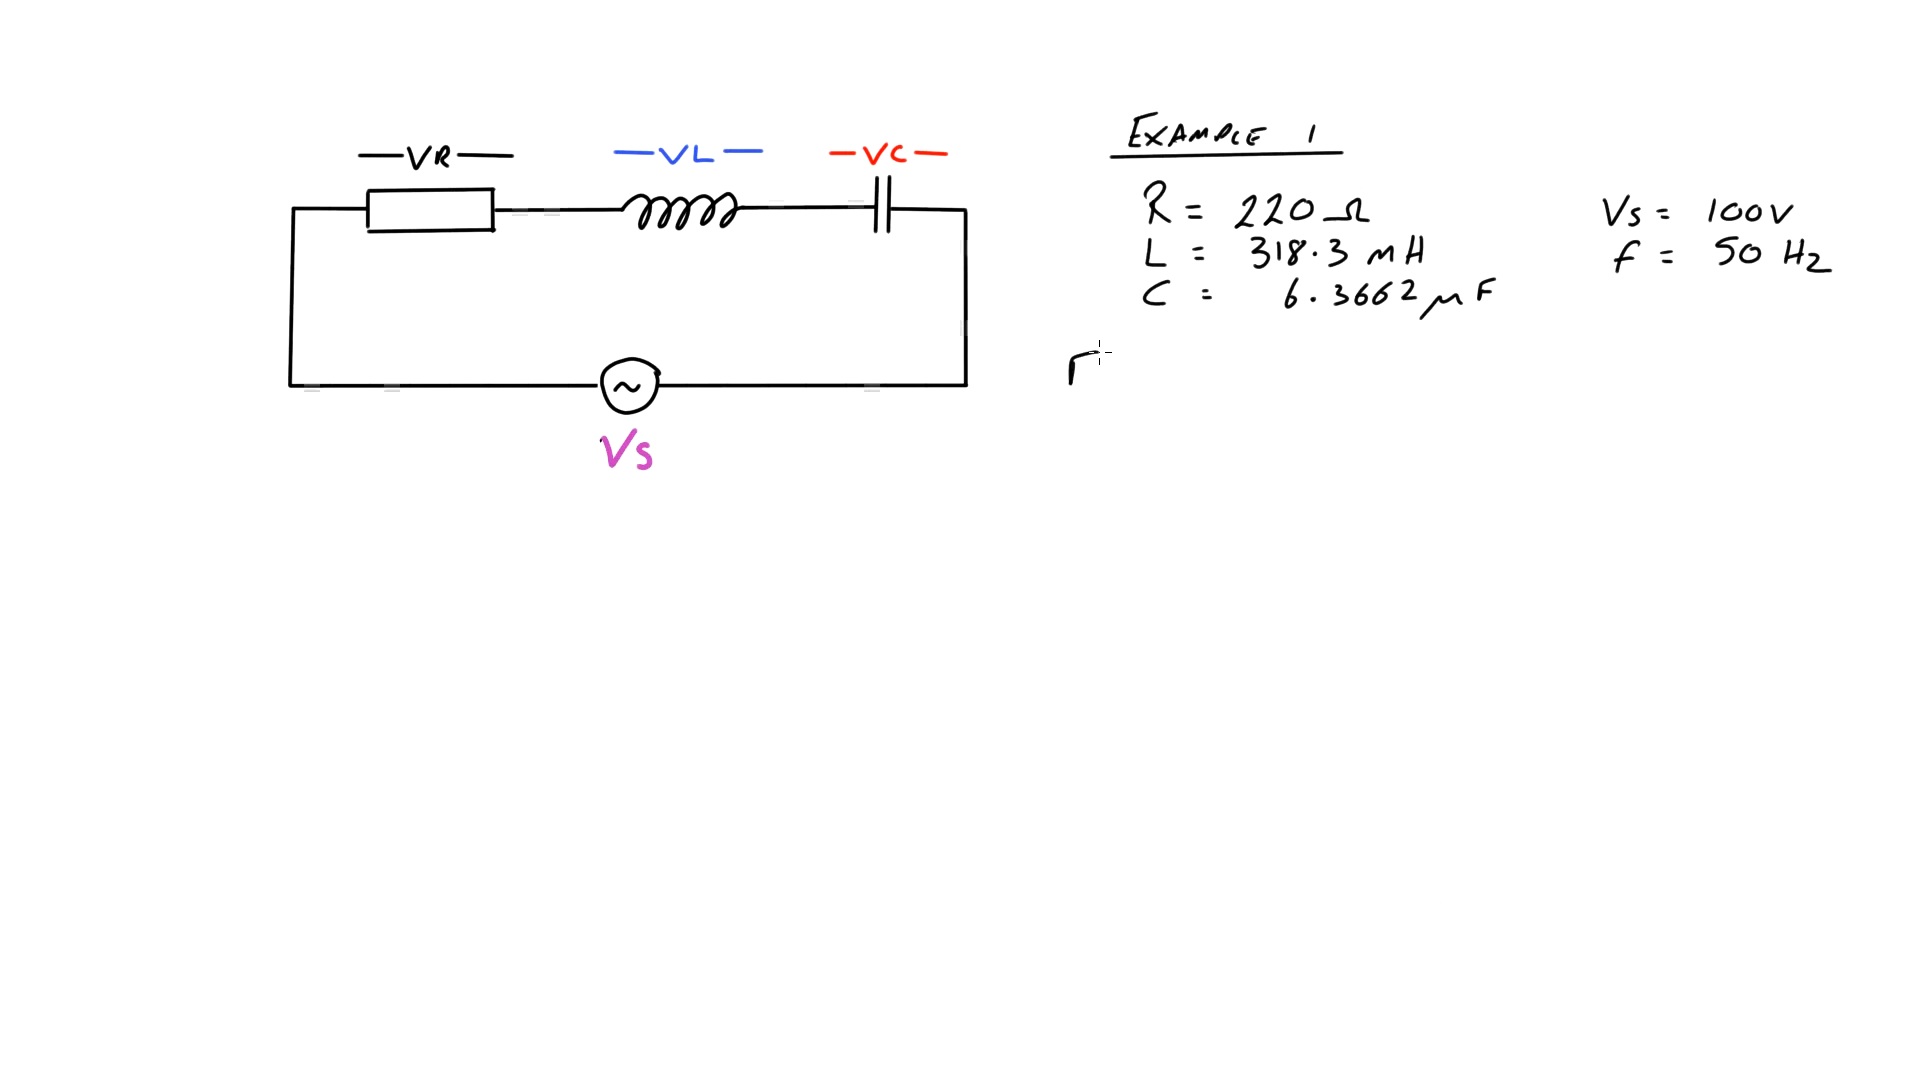 VR VL VC
Vs
EXAMPLE 1
R = 220 Ω
L = 318.3 mH
C = 6.3662 μF
Vs = 100V
f = 50 Hz